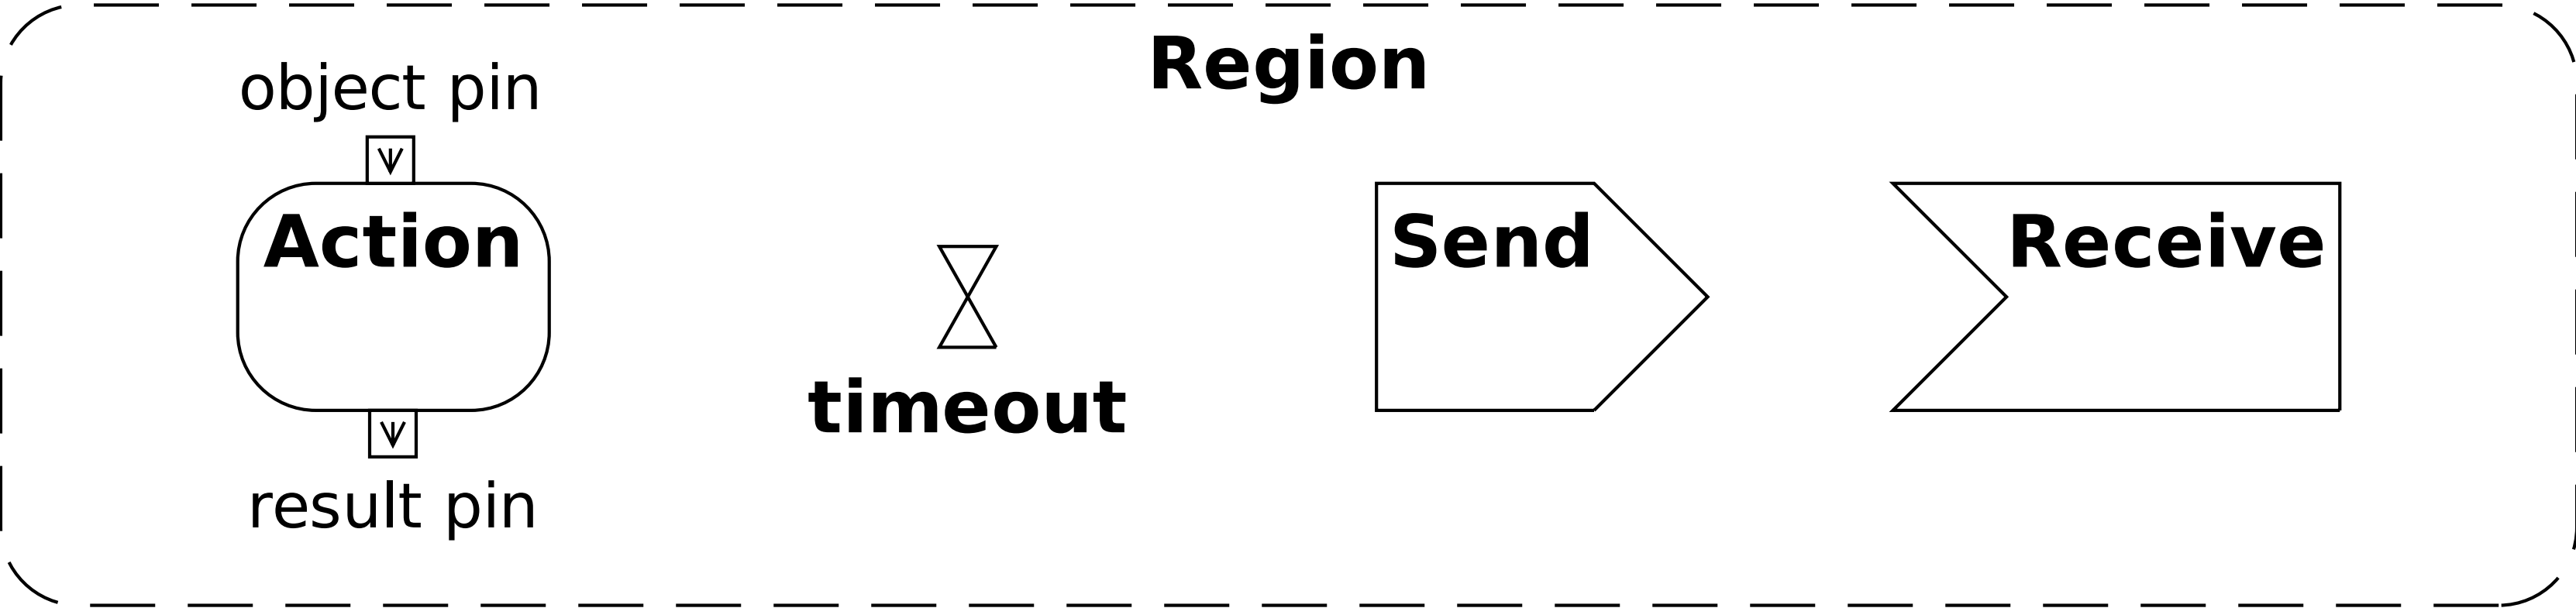 Region
object pin
Action
Send
Receive
timeout
result pin